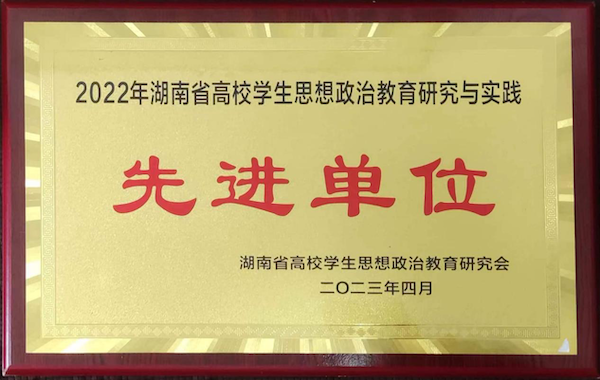 2022年湖南省高校学生思想政治教育研究与实践
先进单位
湖南省高校学生思想政治教育研究会
二〇二三年四月